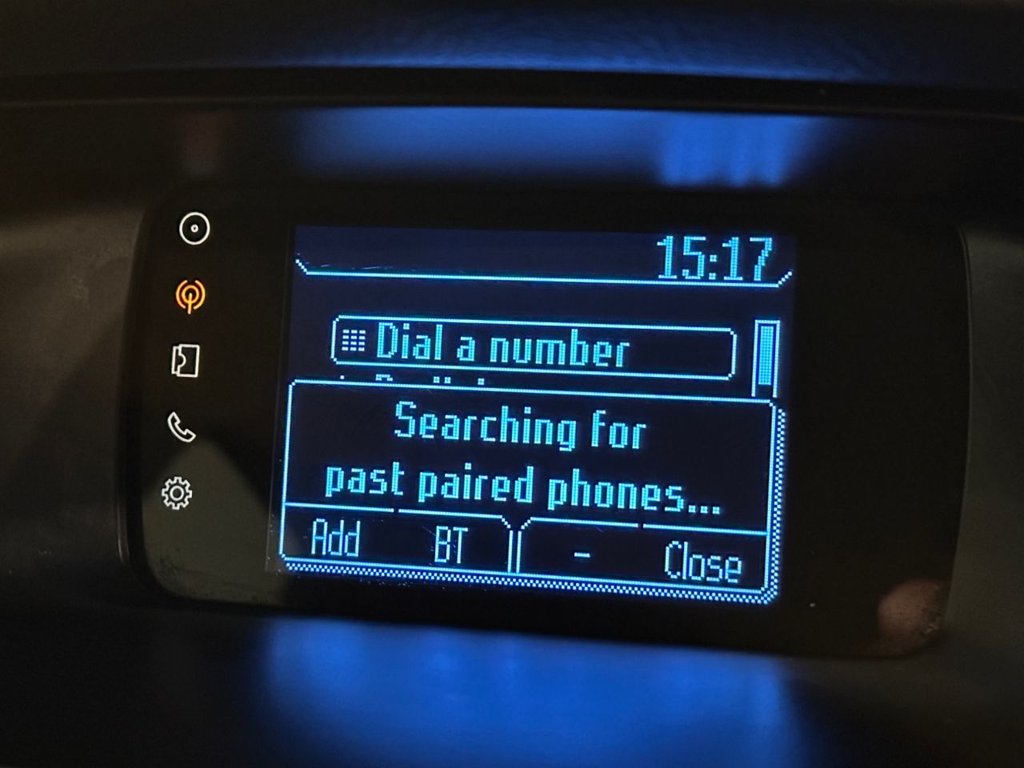 15:17
Dial a number
Searching for
past paired phones...
Add BT - Close